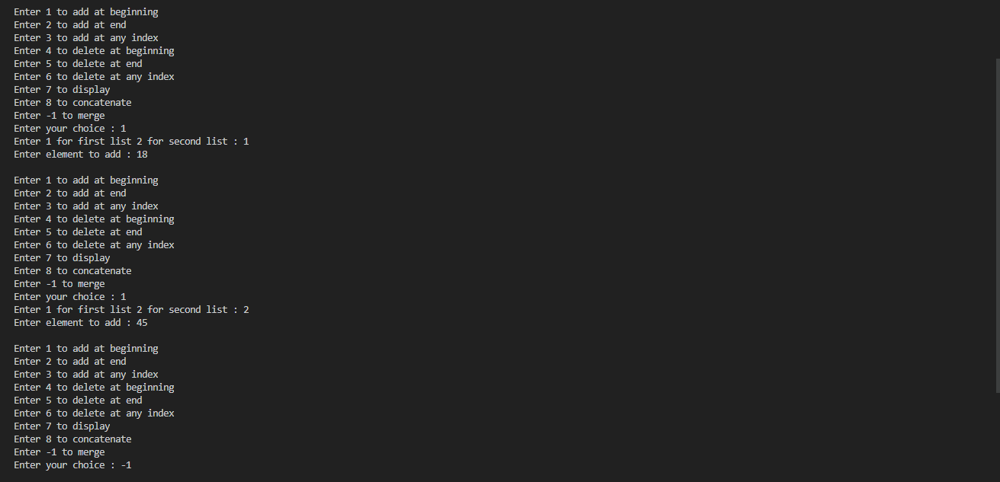 Enter 1 to add at beginning
Enter 2 to add at end
Enter 3 to add at any index
Enter 4 to delete at beginning
Enter 5 to delete at end
Enter 6 to delete at any index
Enter 7 to display
Enter 8 to concatenate
Enter -1 to merge
Enter your choice : 1
Enter 1 for first list 2 for second list : 1
Enter element to add : 18

Enter 1 to add at beginning
Enter 2 to add at end
Enter 3 to add at any index
Enter 4 to delete at beginning
Enter 5 to delete at end
Enter 6 to delete at any index
Enter 7 to display
Enter 8 to concatenate
Enter -1 to merge
Enter your choice : 1
Enter 1 for first list 2 for second list : 2
Enter element to add : 45

Enter 1 to add at beginning
Enter 2 to add at end
Enter 3 to add at any index
Enter 4 to delete at beginning
Enter 5 to delete at end
Enter 6 to delete at any index
Enter 7 to display
Enter 8 to concatenate
Enter -1 to merge
Enter your choice : -1